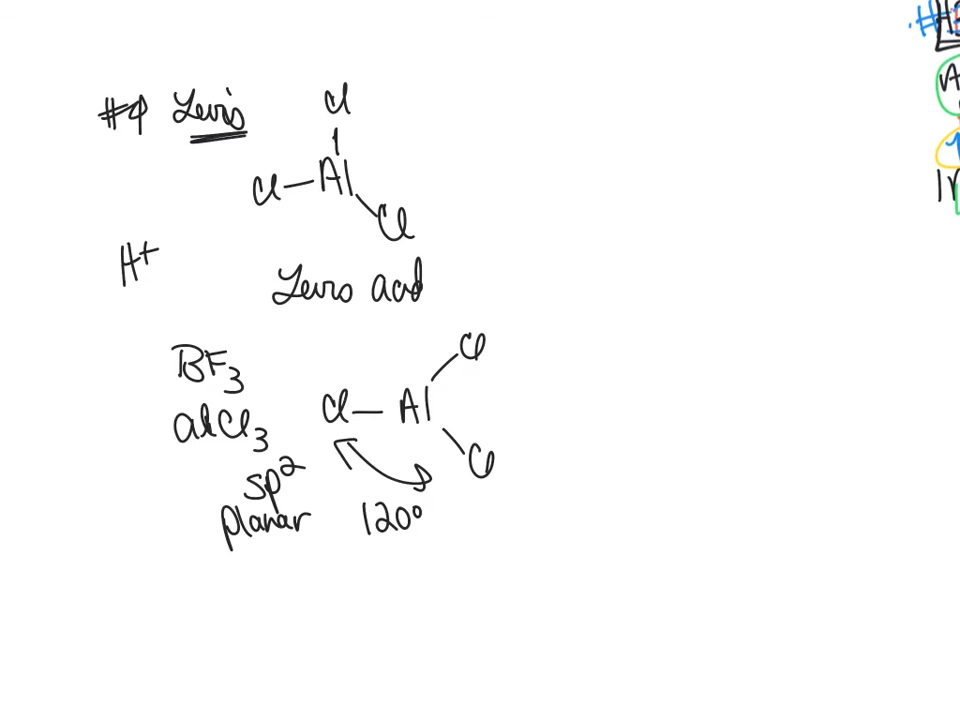 #4 Lewis
Cl
Cl—Al
Cl
H+
Lewis acid
BF3
alCl3
Cl
Cl—Al
Cl
sp2
planar
120°